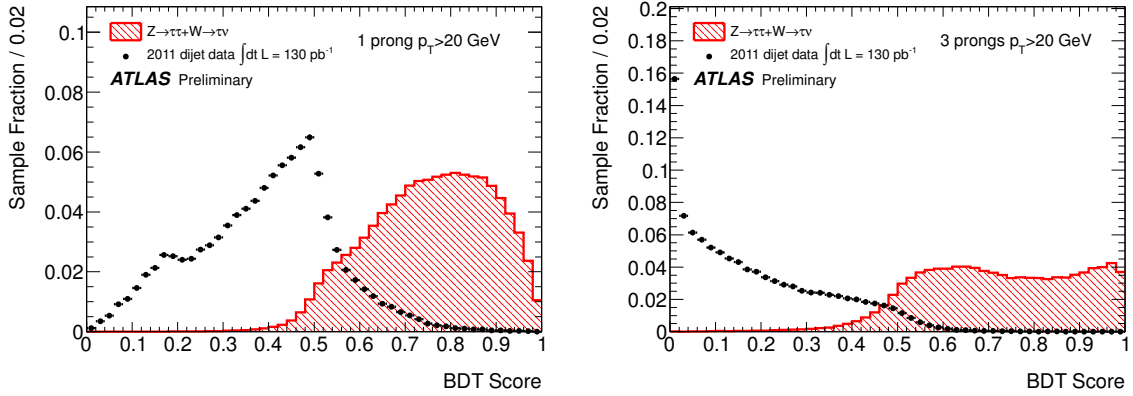 Sample Fraction / 0.02
0.1
0.08
0.06
0.04
0.02
0
Z→ττ+W→τν
2011 dijet data ∫dt L = 130 pb⁻¹
ATLAS Preliminary
1 prong p_T>20 GeV
0 0.1 0.2 0.3 0.4 0.5 0.6 0.7 0.8 0.9 1
BDT Score
Sample Fraction / 0.02
0.2
0.18
0.16
0.14
0.12
0.1
0.08
0.06
0.04
0.02
0
Z→ττ+W→τν
2011 dijet data ∫dt L = 130 pb⁻¹
ATLAS Preliminary
3 prongs p_T>20 GeV
0 0.1 0.2 0.3 0.4 0.5 0.6 0.7 0.8 0.9 1
BDT Score